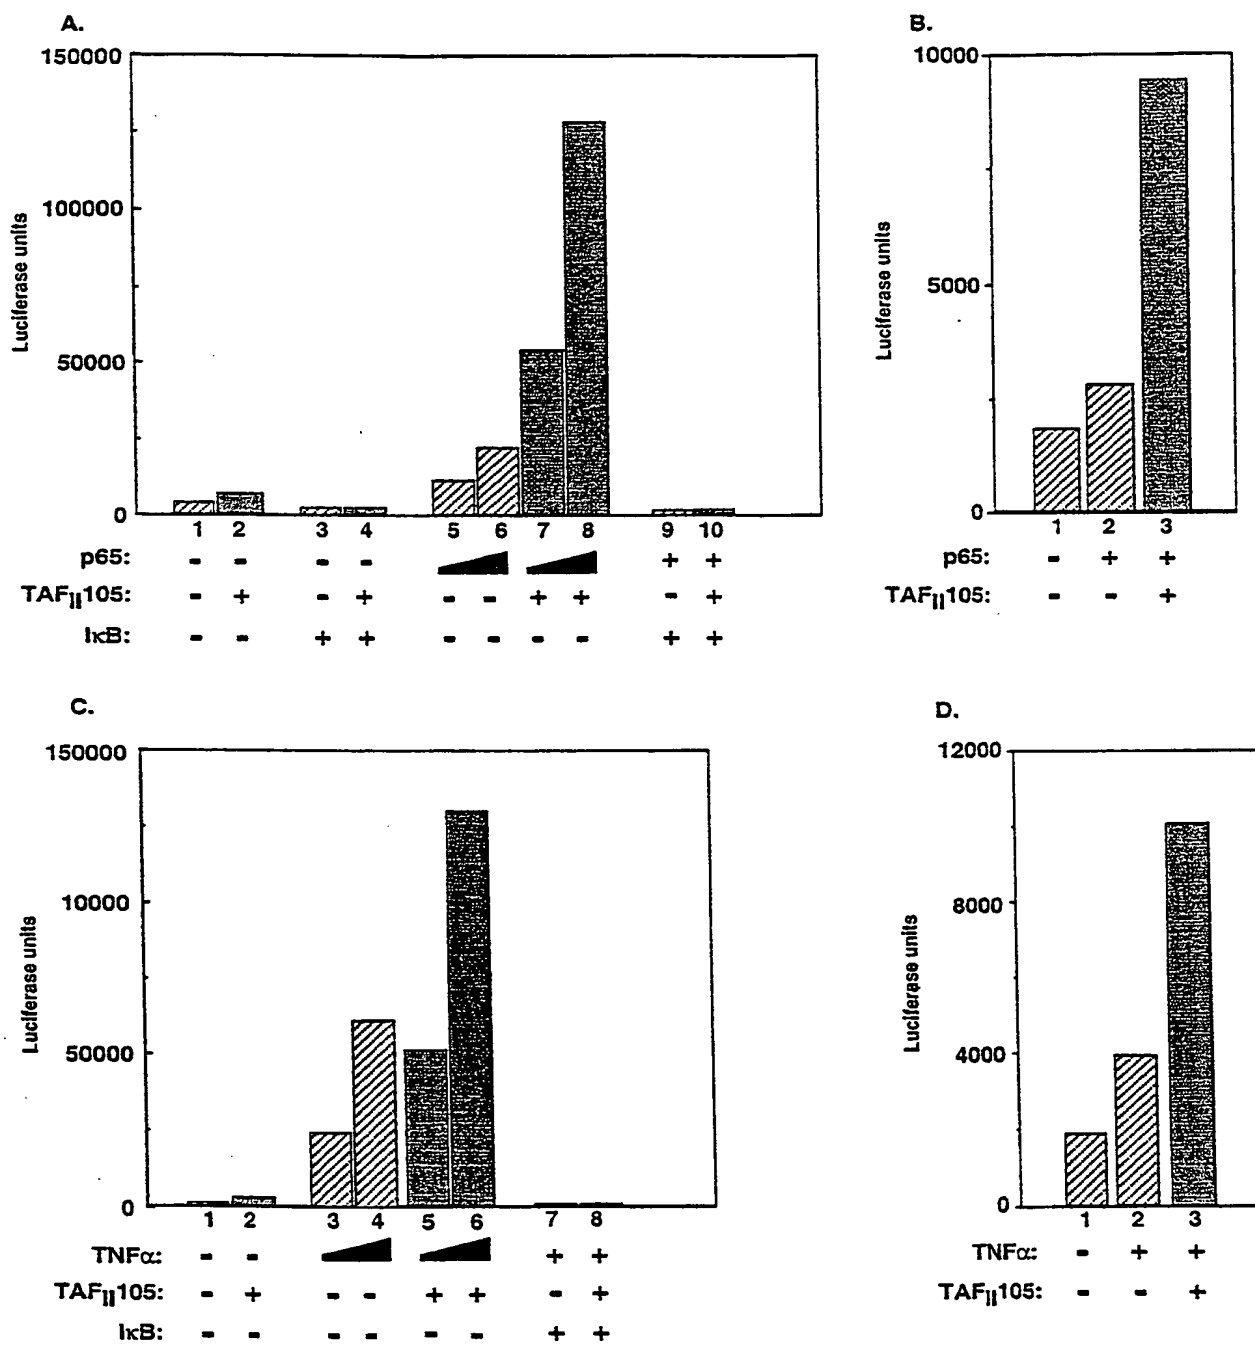 A.
150000
100000
50000
0
Luciferase units
1 2 3 4 5 6 7 8 9 10
p65: - - - - + +
TAFII105: - + - + - - + + - +
IκB: - - + + - - - - + +
B.
10000
5000
0
Luciferase units
1 2 3
p65: - + +
TAFII105: - - +
C.
150000
10000
50000
0
Luciferase units
1 2 3 4 5 6 7 8
TNFα: - - + +
TAFII105: - + - - + + - +
IκB: - - - - - - + +
D.
12000
8000
4000
0
Luciferase units
1 2 3
TNFα: - + +
TAFII105: - - +